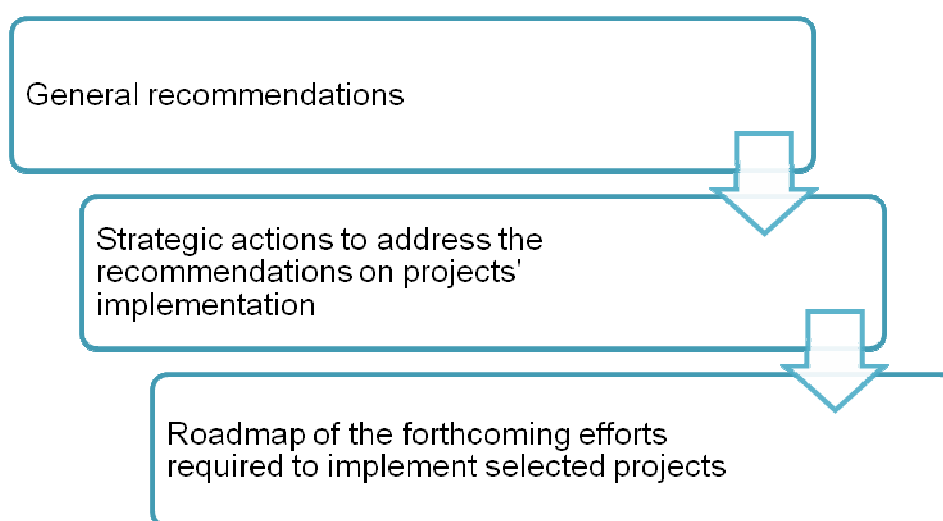 General recommendations
Strategic actions to address the
recommendations on projects'
implementation
Roadmap of the forthcoming efforts
required to implement selected projects